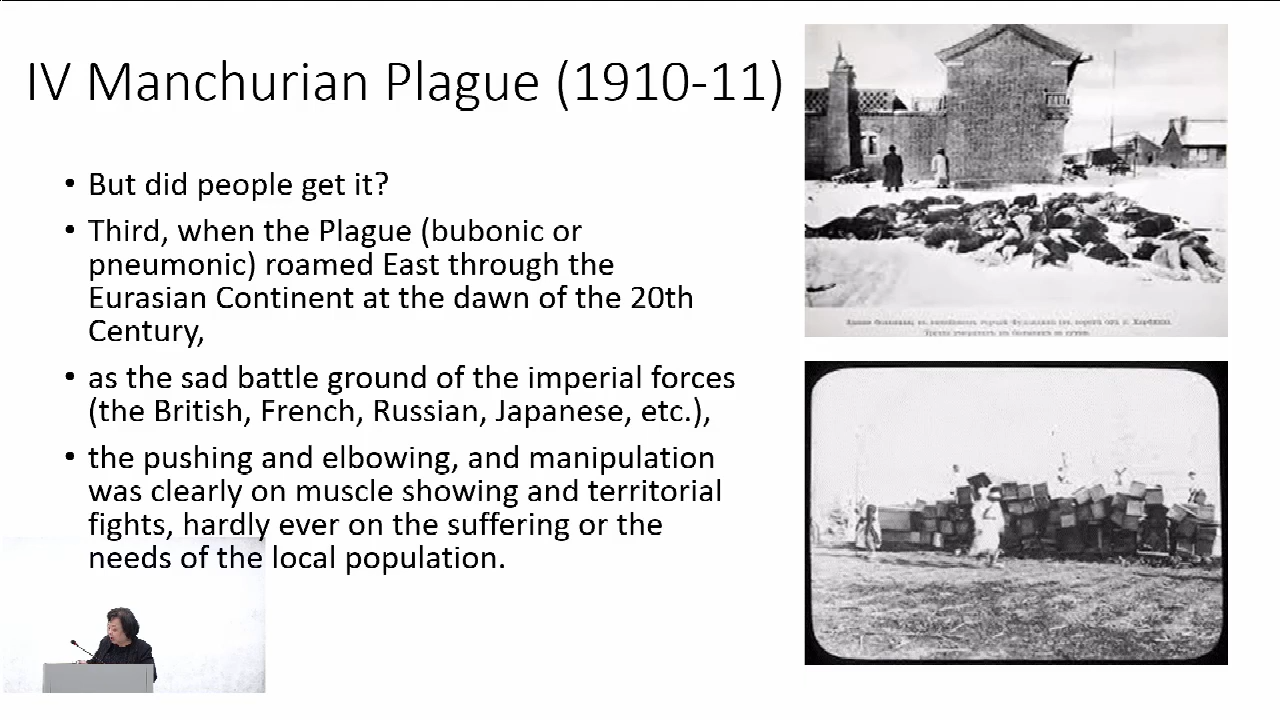 IV Manchurian Plague (1910-11)
• But did people get it?
• Third, when the Plague (bubonic or
pneumonic) roamed East through the
Eurasian Continent at the dawn of the 20th
Century,
• as the sad battle ground of the imperial forces
(the British, French, Russian, Japanese, etc.),
• the pushing and elbowing, and manipulation
was clearly on muscle showing and territorial
fights, hardly ever on the suffering or the
needs of the local population.